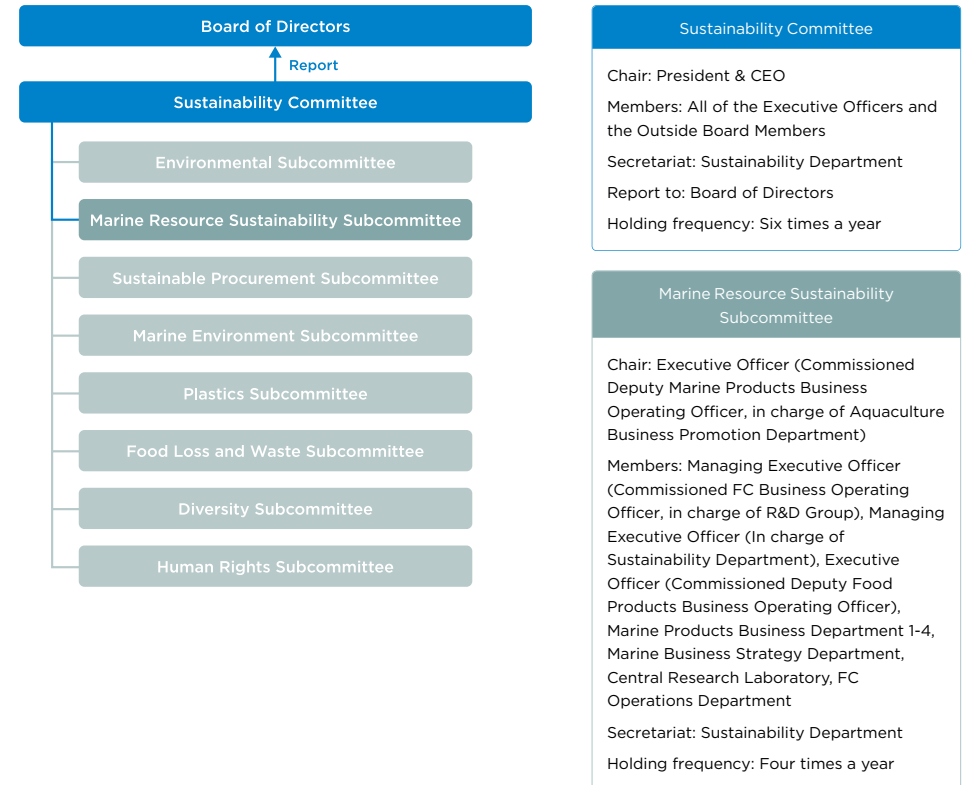 Board of Directors
Report
Sustainability Committee
Environmental Subcommittee
Marine Resource Sustainability Subcommittee
Sustainable Procurement Subcommittee
Marine Environment Subcommittee
Plastics Subcommittee
Food Loss and Waste Subcommittee
Diversity Subcommittee
Human Rights Subcommittee
Sustainability Committee
Chair: President & CEO
Members: All of the Executive Officers and
the Outside Board Members
Secretariat: Sustainability Department
Report to: Board of Directors
Holding frequency: Six times a year
Marine Resource Sustainability
Subcommittee
Chair: Executive Officer (Commissioned
Deputy Marine Products Business
Operating Officer, in charge of Aquaculture
Business Promotion Department)
Members: Managing Executive Officer
(Commissioned FC Business Operating
Officer, in charge of R&D Group), Managing
Executive Officer (In charge of
Sustainability Department), Executive
Officer (Commissioned Deputy Food
Products Business Operating Officer),
Marine Products Business Department 1-4,
Marine Business Strategy Department,
Central Research Laboratory, FC
Operations Department
Secretariat: Sustainability Department
Holding frequency: Four times a year